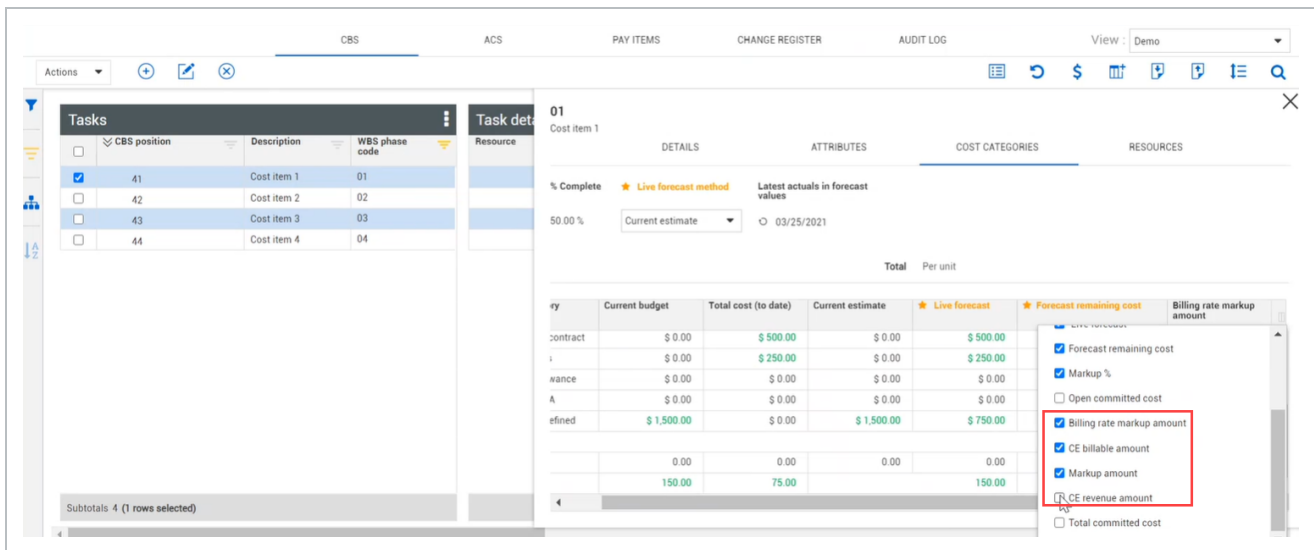 CBS ACS PAY ITEMS CHANGE REGISTER AUDIT LOG View : Demo
Actions
Tasks
CBS position Description WBS phase code
41 Cost item 1 01
42 Cost item 2 02
43 Cost item 3 03
44 Cost item 4 04
Subtotals 4 (1 rows selected)
Task deta
Resource
01
Cost item 1
DETAILS ATTRIBUTES COST CATEGORIES RESOURCES
% Complete Live forecast method Latest actuals in forecast values
50.00 % Current estimate 03/25/2021
Total Per unit
ry Current budget Total cost (to date) Current estimate Live forecast Forecast remaining cost Billing rate markup amount
contract $ 0.00 $ 500.00 $ 0.00 $ 500.00
s $ 0.00 $ 250.00 $ 0.00 $ 250.00
wance $ 0.00 $ 0.00 $ 0.00 $ 0.00
A $ 0.00 $ 0.00 $ 0.00 $ 0.00
efined $ 1,500.00 $ 0.00 $ 1,500.00 $ 750.00
0.00 0.00 0.00 0.00
150.00 75.00 150.00
Live forecast
Forecast remaining cost
Markup %
Open committed cost
Billing rate markup amount
CE billable amount
Markup amount
CE revenue amount
Total committed cost